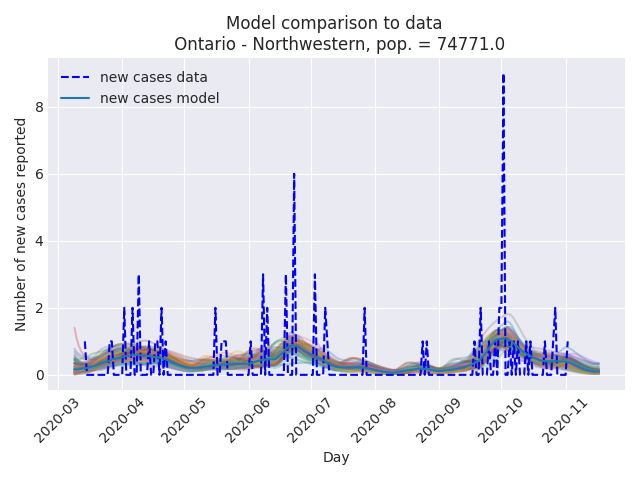 Model comparison to data
Ontario - Northwestern, pop. = 74771.0
new cases data
new cases model
Number of new cases reported
8
6
4
2
0
2020-03
2020-04
2020-05
2020-06
2020-07
2020-08
2020-09
2020-10
2020-11
Day